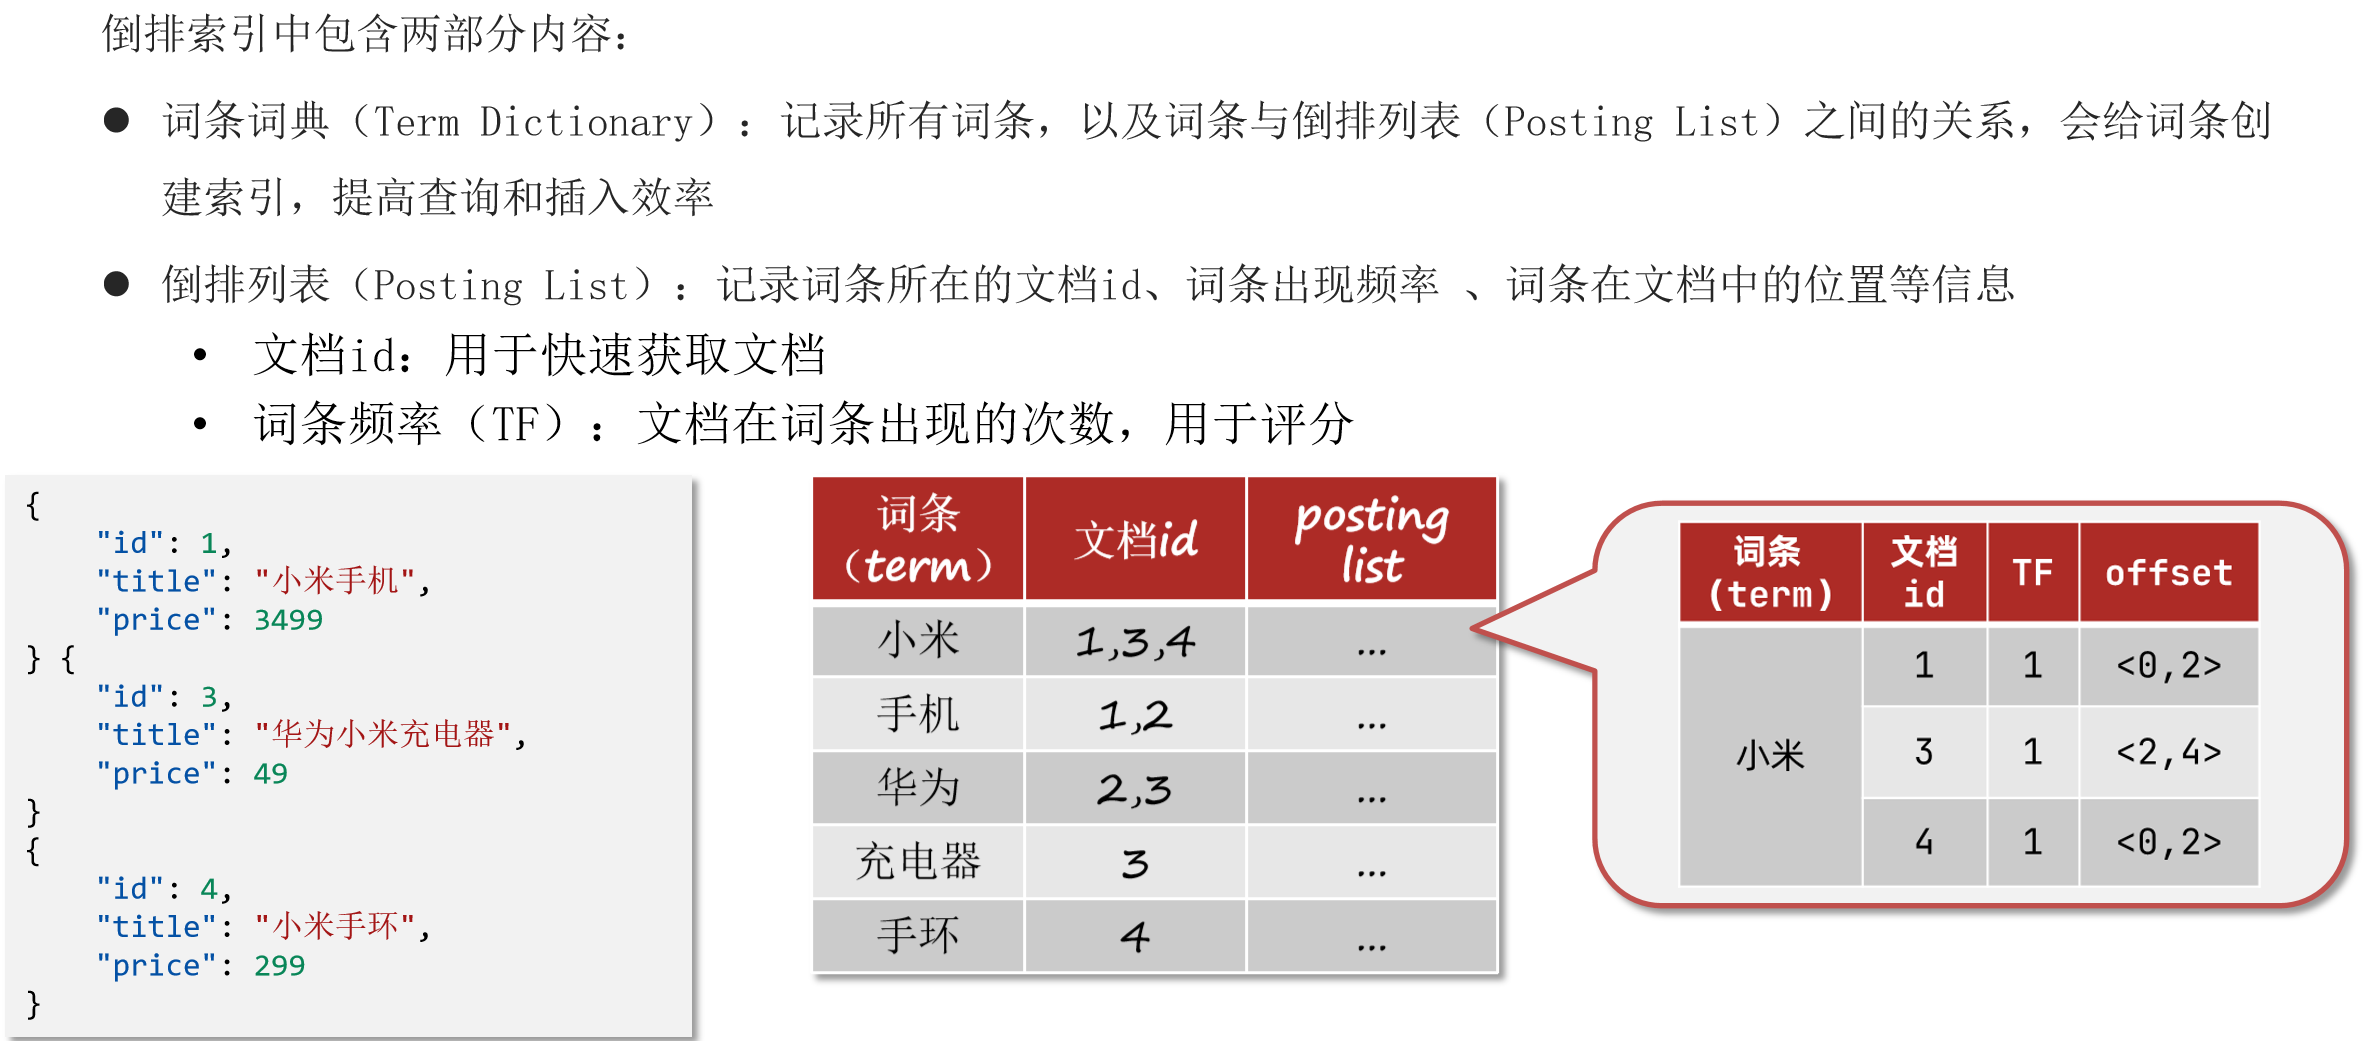 倒排索引中包含两部分内容：
● 词条词典（Term Dictionary）：记录所有词条，以及词条与倒排列表（Posting List）之间的关系，会给词条创
建索引，提高查询和插入效率
● 倒排列表（Posting List）：记录词条所在的文档id、词条出现频率 、词条在文档中的位置等信息
• 文档id：用于快速获取文档
• 词条频率（TF）：文档在词条出现的次数，用于评分
{
"id": 1,
"title": "小米手机",
"price": 3499
} {
"id": 3,
"title": "华为小米充电器",
"price": 49
}
{
"id": 4,
"title": "小米手环",
"price": 299
}
词条（term） 文档id posting list
小米 1,3,4 ...
手机 1,2 ...
华为 2,3 ...
充电器 3 ...
手环 4 ...
词条(term) 文档id TF offset
小米 1 1 <0,2>
3 1 <2,4>
4 1 <0,2>